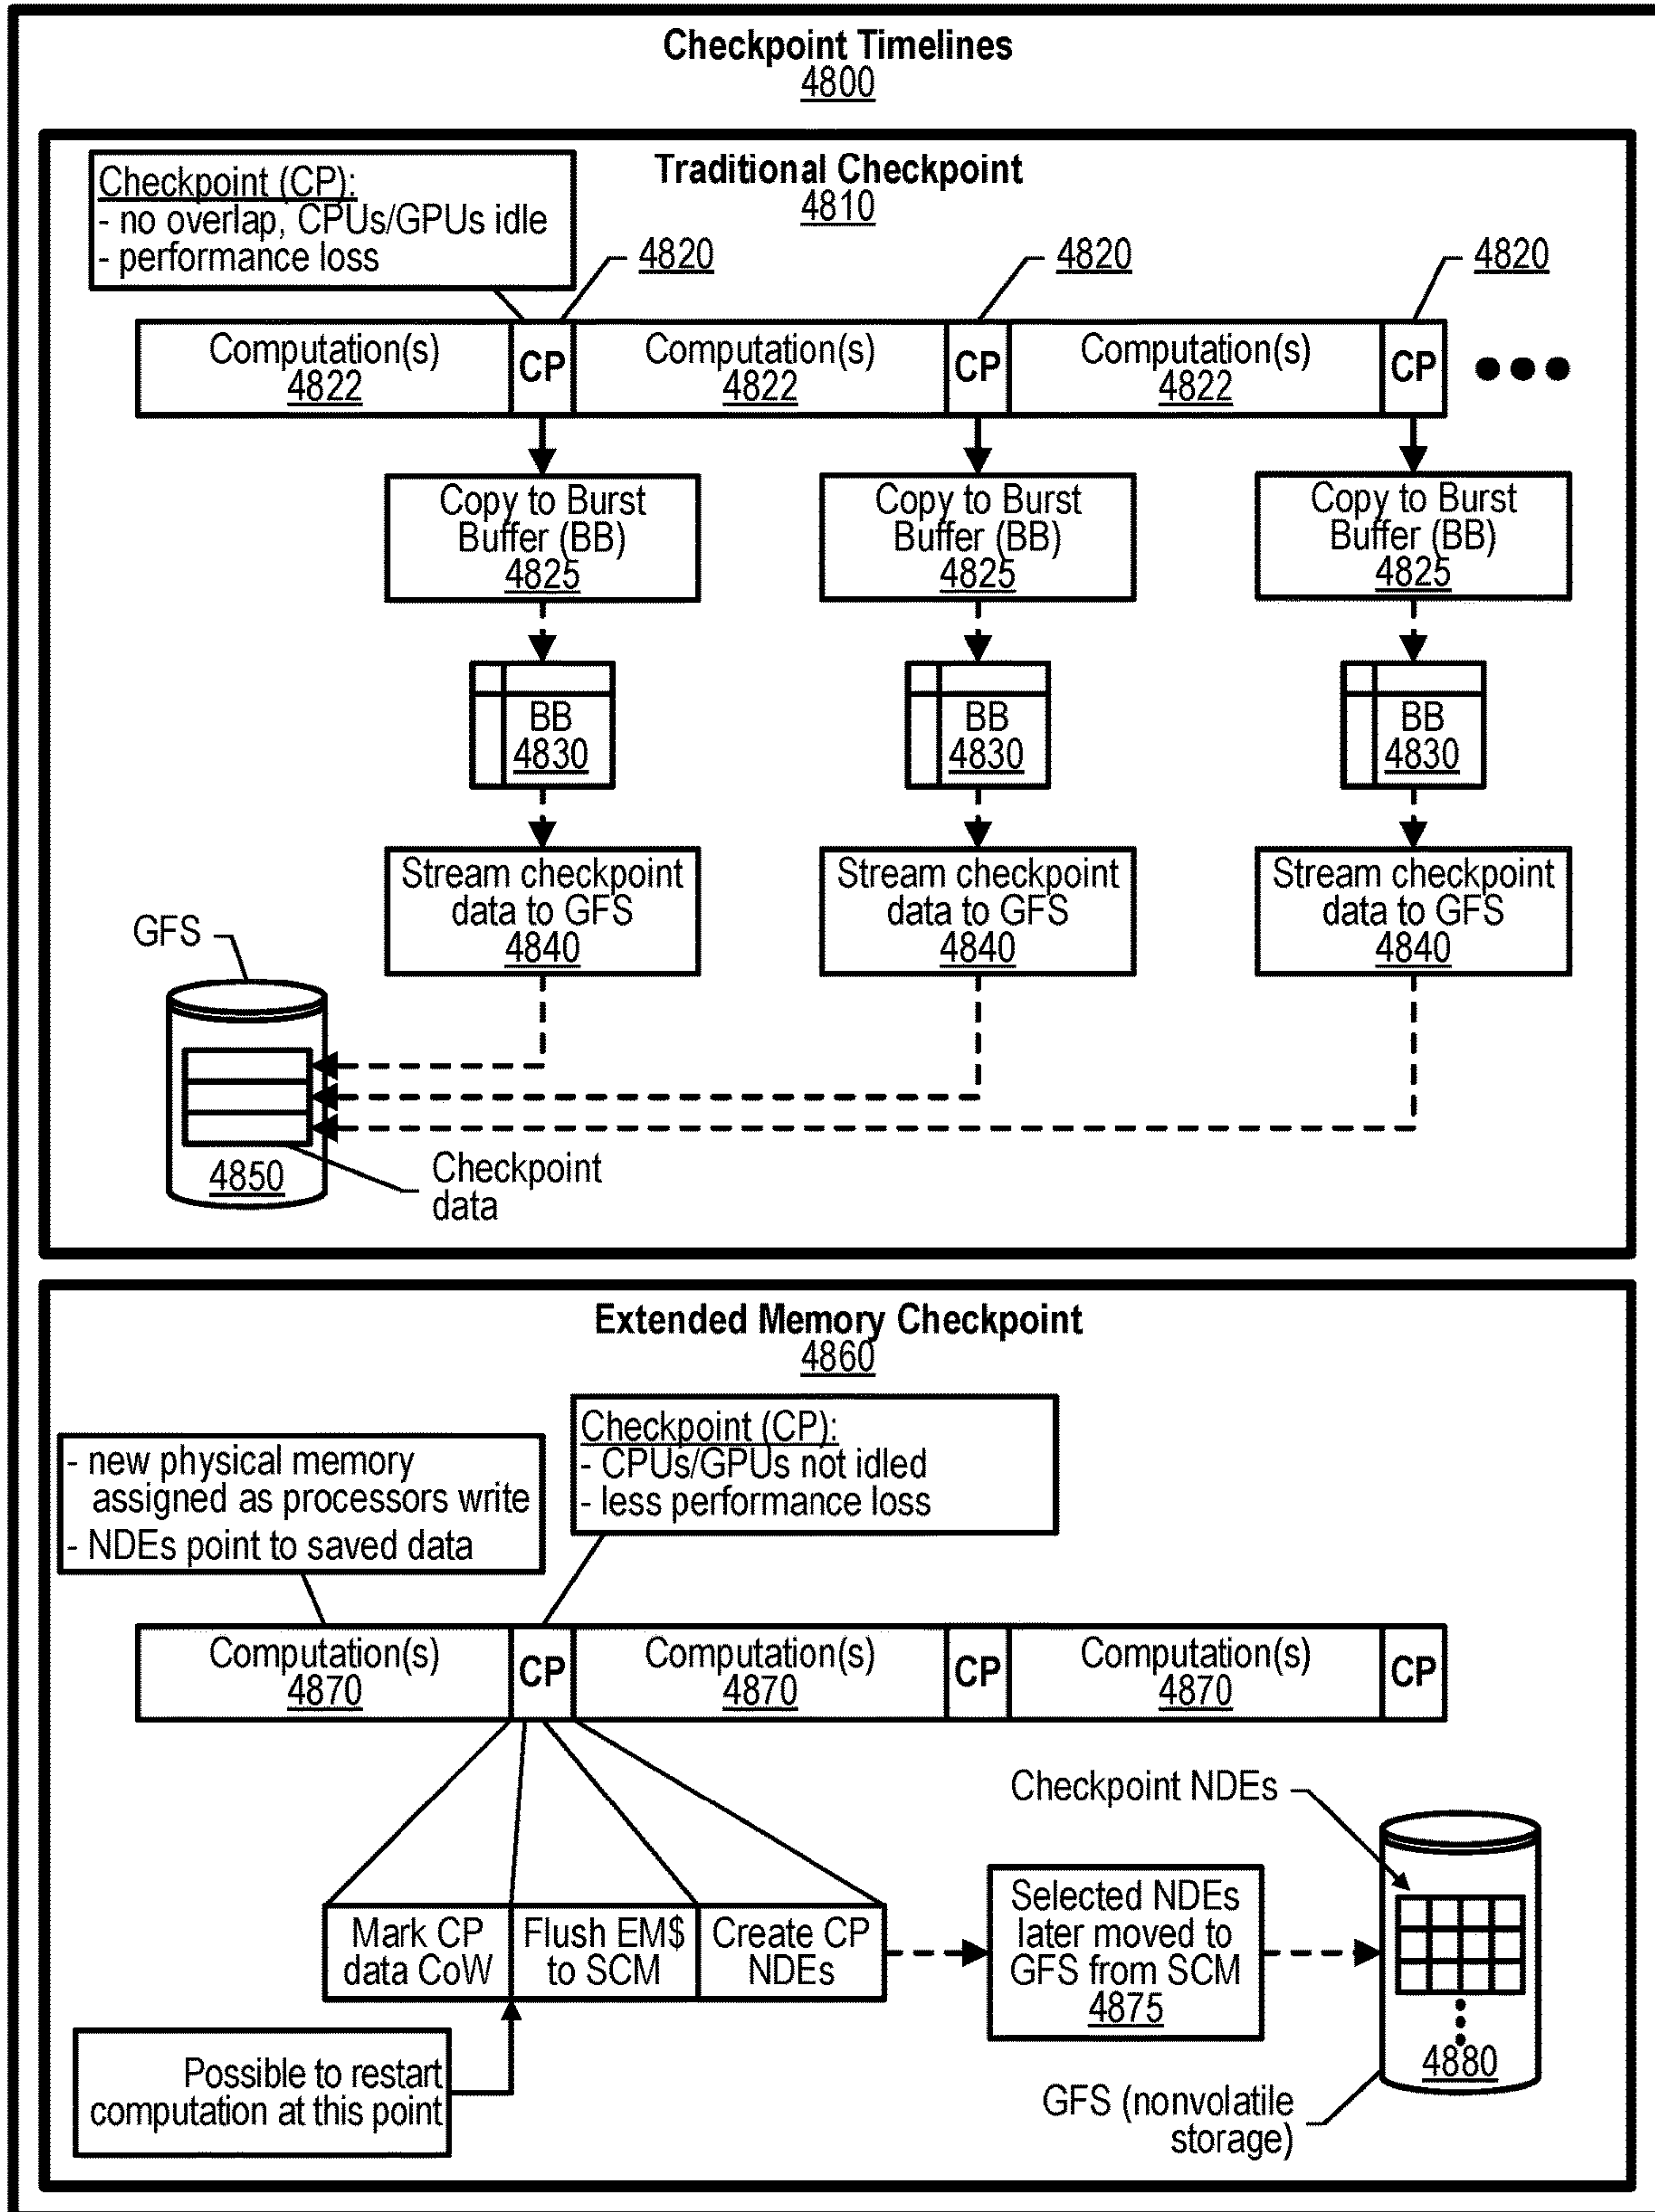 Checkpoint Timelines
4800
Traditional Checkpoint
4810
Checkpoint (CP):
- no overlap, CPUs/GPUs idle
- performance loss
4820
4820
4820
Computation(s)
4822
CP
Computation(s)
4822
CP
Computation(s)
4822
CP
Copy to Burst
Buffer (BB)
4825
Copy to Burst
Buffer (BB)
4825
Copy to Burst
Buffer (BB)
4825
BB
4830
BB
4830
BB
4830
Stream checkpoint
data to GFS
4840
Stream checkpoint
data to GFS
4840
Stream checkpoint
data to GFS
4840
GFS
4850
Checkpoint
data
Extended Memory Checkpoint
4860
- new physical memory
assigned as processors write
- NDEs point to saved data
Checkpoint (CP):
- CPUs/GPUs not idled
- less performance loss
Computation(s)
4870
CP
Computation(s)
4870
CP
Computation(s)
4870
CP
Mark CP
data CoW
Flush EM$
to SCM
Create CP
NDEs
Possible to restart
computation at this point
Selected NDEs
later moved to
GFS from SCM
4875
Checkpoint NDEs
4880
GFS (nonvolatile
storage)